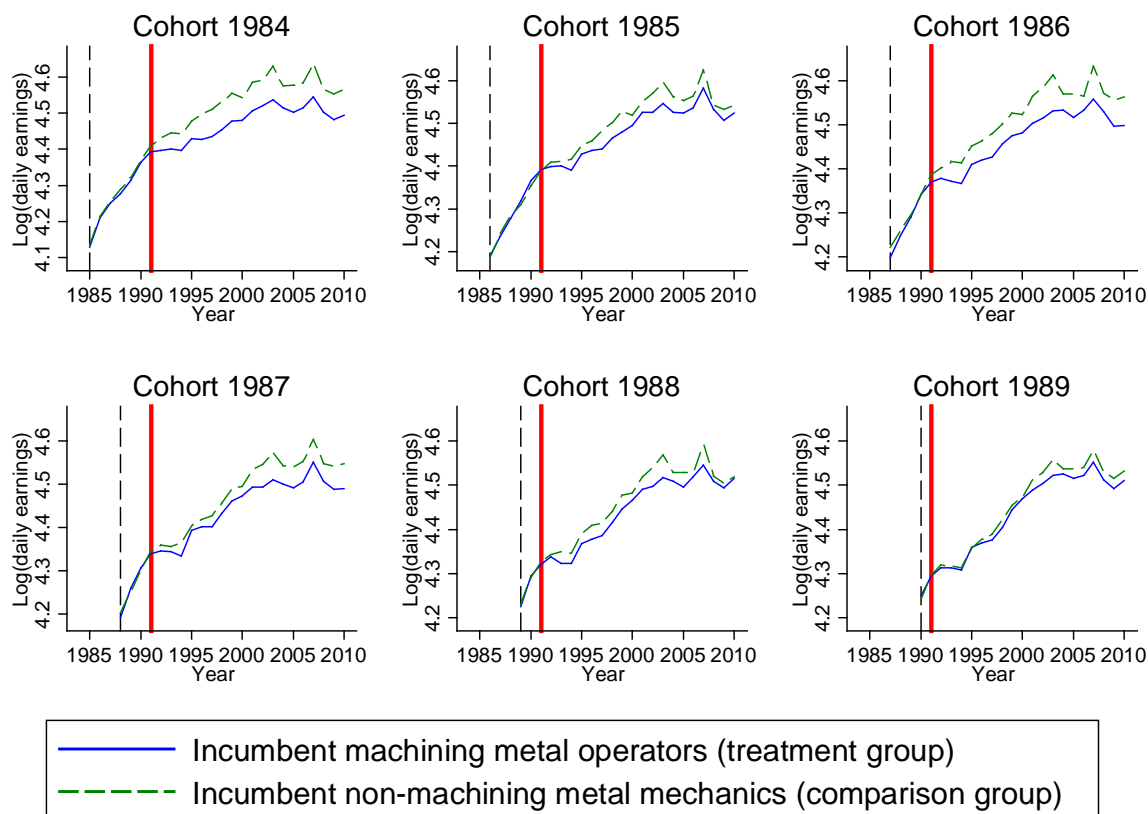 Cohort 1984
Log(daily earnings)
4.1 4.2 4.3 4.4 4.5 4.6
1985 1990 1995 2000 2005 2010
Year
Cohort 1985
Log(daily earnings)
4.2 4.3 4.4 4.5 4.6
1985 1990 1995 2000 2005 2010
Year
Cohort 1986
Log(daily earnings)
4.2 4.3 4.4 4.5 4.6
1985 1990 1995 2000 2005 2010
Year
Cohort 1987
Log(daily earnings)
4.2 4.3 4.4 4.5 4.6
1985 1990 1995 2000 2005 2010
Year
Cohort 1988
Log(daily earnings)
4.2 4.3 4.4 4.5 4.6
1985 1990 1995 2000 2005 2010
Year
Cohort 1989
Log(daily earnings)
4.2 4.3 4.4 4.5 4.6
1985 1990 1995 2000 2005 2010
Year
Incumbent machining metal operators (treatment group)
Incumbent non-machining metal mechanics (comparison group)